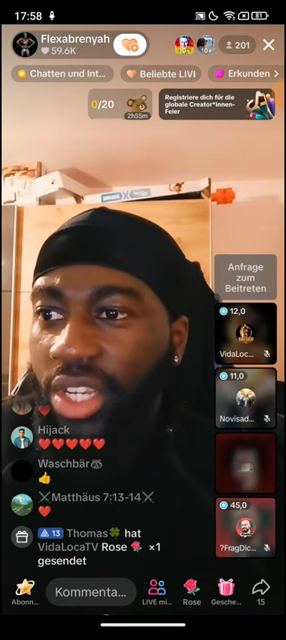 17:58
81
Flexabrenyah
59.6K
201
Chatten und Int...
Beliebte LIVI
Erkunden >
0/20
2h55m
Registriere dich für die
globale Creator*innen-
Feier
Anfrage
zum
Beitreten
12,0
VidaLoc...
11,0
Novisad...
45,0
?FragDic...
Hijack
❤️❤️❤️❤️❤️
Waschbär🦝
👍
⚔Matthäus 7:13-14⚔
❤️
13 Thomas🍀 hat
VidaLocaTV Rose 🌹 ×1
gesendet
Abonn...
Kommenta...
LIVE mi...
Rose
Gesche...
15